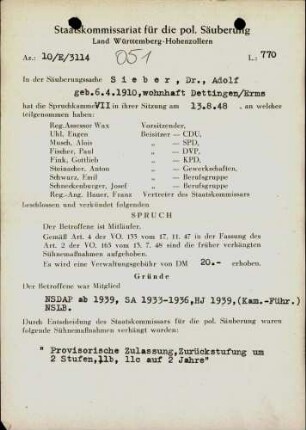 Staatskommissariat für die pol. Säuberung
Land Württemberg-Hohenzollern
Az.: 10/E/3114 051 L.: 770
In der Säuberungssache Sieber, Dr., Adolf
geb.6.4.1910, wohnhaft Dettingen/Erms
hat die Spruchkammer VII in ihrer Sitzung am 13.8.48, an welcher
teilgenommen haben:
Reg.Assessor Wax Vorsitzender,
Uhl, Eugen Beisitzer – CDU,
Musch, Alois „ – SPD,
Fischer, Paul „ – DVP,
Fink, Gottlieb „ – KPD,
Steinacher, Anton „ – Gewerkschaften,
Schwarz, Emil „ – Berufsgruppe
Schneckenberger, Josef „ – Berufsgruppe
Reg.-Ang. Hauer, Franz Vertreter des Staatskommissars
beschlossen und verkündet folgenden
SPRUCH
Der Betroffene ist Mitläufer.
Gemäß Art. 4 der VO. 133 vom 17. 11. 47 in der Fassung des
Art. 2 der VO. 165 vom 13. 7. 48 sind die früher verhängten
Sühnemaßnahmen aufgehoben.
Es wird eine Verwaltungsgebühr von DM 20.- erhoben.
Gründe
Der Betroffene war Mitglied
NSDAP ab 1939, SA 1933-1936, HJ 1939, (Kam.-Führ.)
NSLB.
Durch Entscheidung des Staatskommissars für die pol. Säuberung waren
folgende Sühnemaßnahmen verhängt worden:
" Provisorische Zulassung, Zurückstufung um
2 Stufen, 11b, 11c auf 2 Jahre"